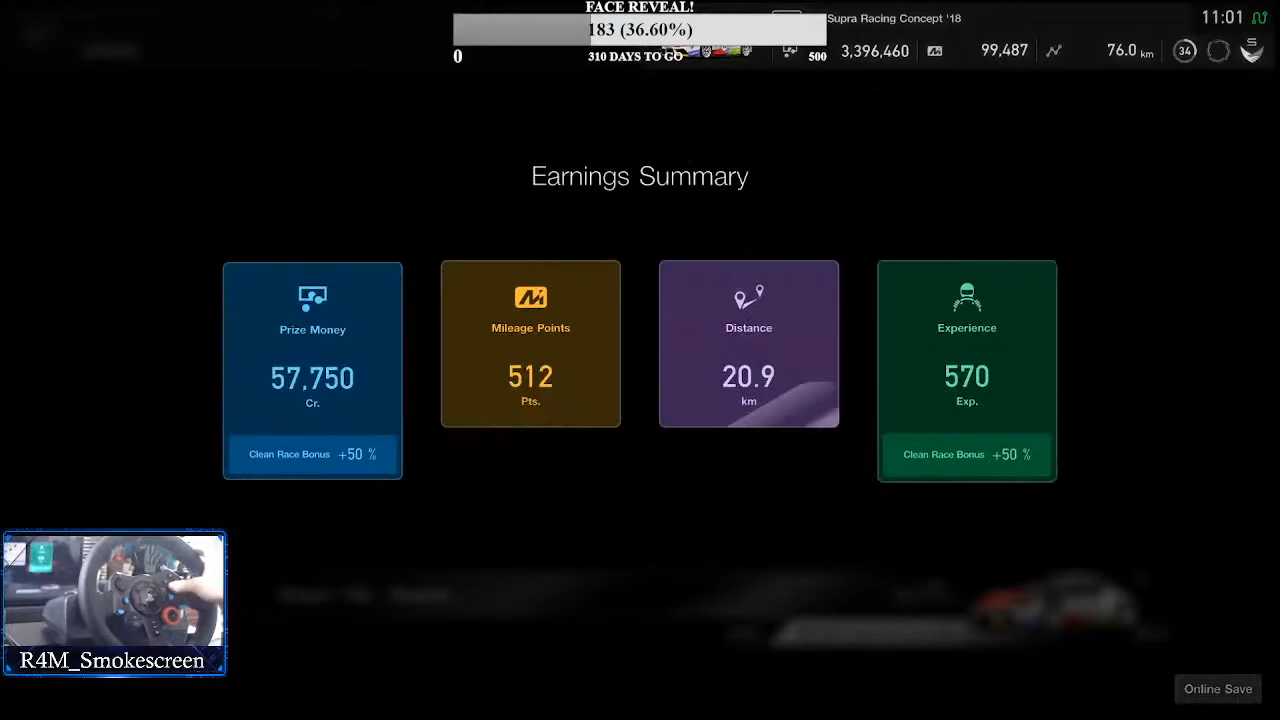 FACE REVEAL!
183 (36.60%)
0
310 DAYS TO GO
500
Supra Racing Concept '18
11:01
3,396,460
99,487
76.0 km
34
S
Earnings Summary
Prize Money
57,750
Cr.
Clean Race Bonus +50 %
Mileage Points
512
Pts.
Distance
20.9
km
Experience
570
Exp.
Clean Race Bonus +50 %
R4M_Smokescreen
Online Save